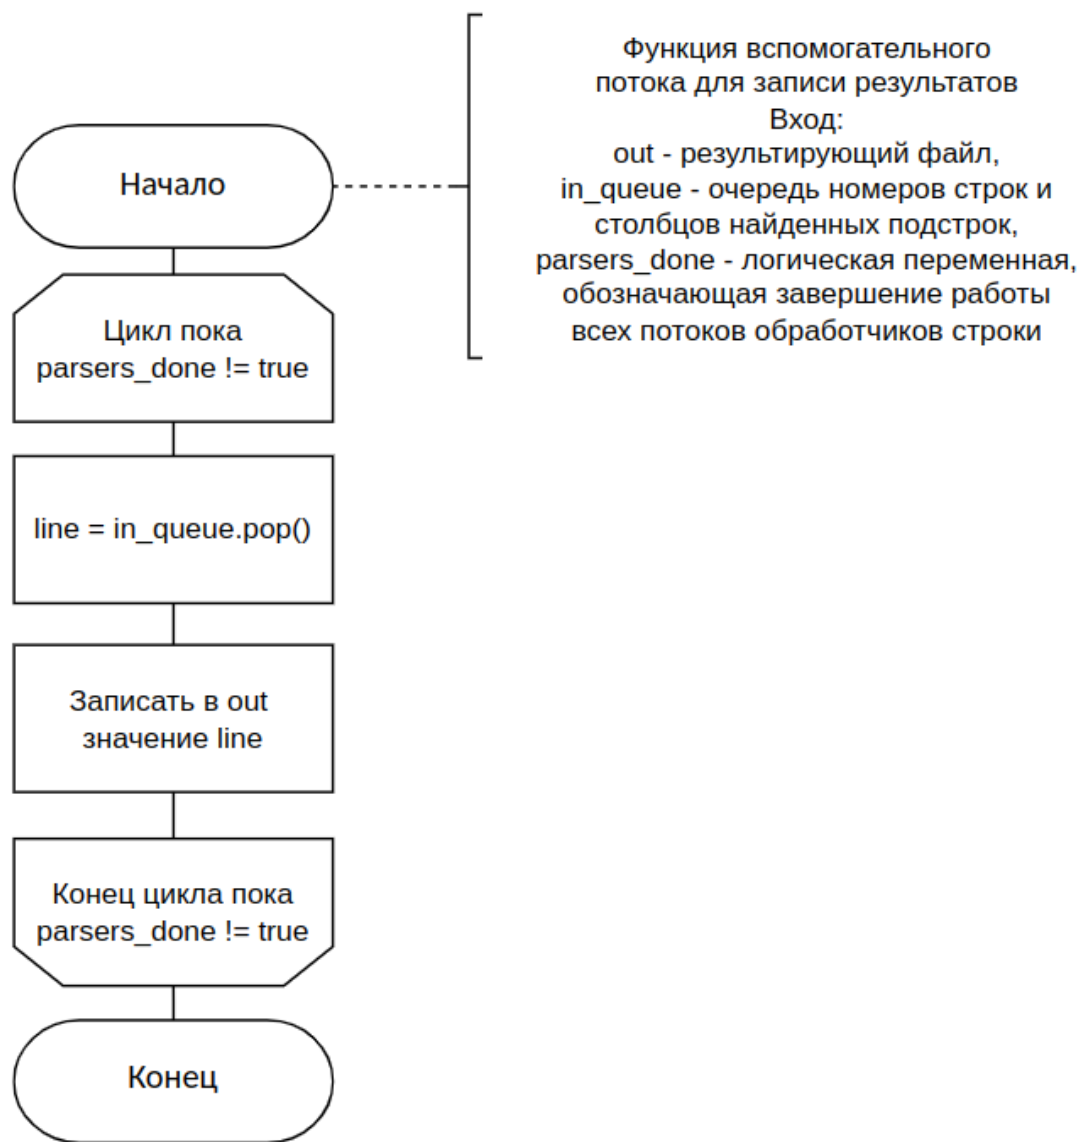 Функция вспомогательного
потока для записи результатов
Вход:
out - результирующий файл,
in_queue - очередь номеров строк и
столбцов найденных подстрок,
parsers_done - логическая переменная,
обозначающая завершение работы
всех потоков обработчиков строки
Начало
Цикл пока
parsers_done != true
line = in_queue.pop()
Записать в out
значение line
Конец цикла пока
parsers_done != true
Конец